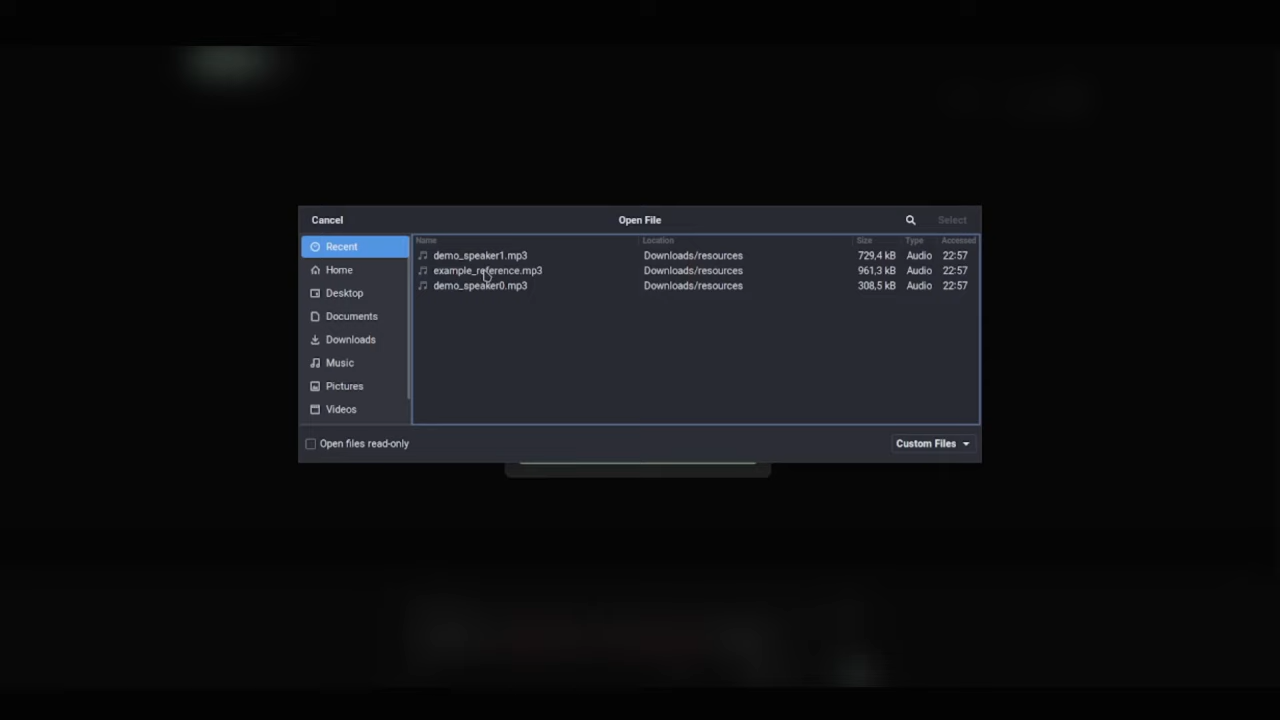 Cancel Open File Select
Recent
Home
Desktop
Documents
Downloads
Music
Pictures
Videos
Name Location Size Type Accessed
demo_speaker1.mp3 Downloads/resources 729,4 kB Audio 22:57
example_reference.mp3 Downloads/resources 961,3 kB Audio 22:57
demo_speaker0.mp3 Downloads/resources 308,5 kB Audio 22:57
Open files read-only Custom Files